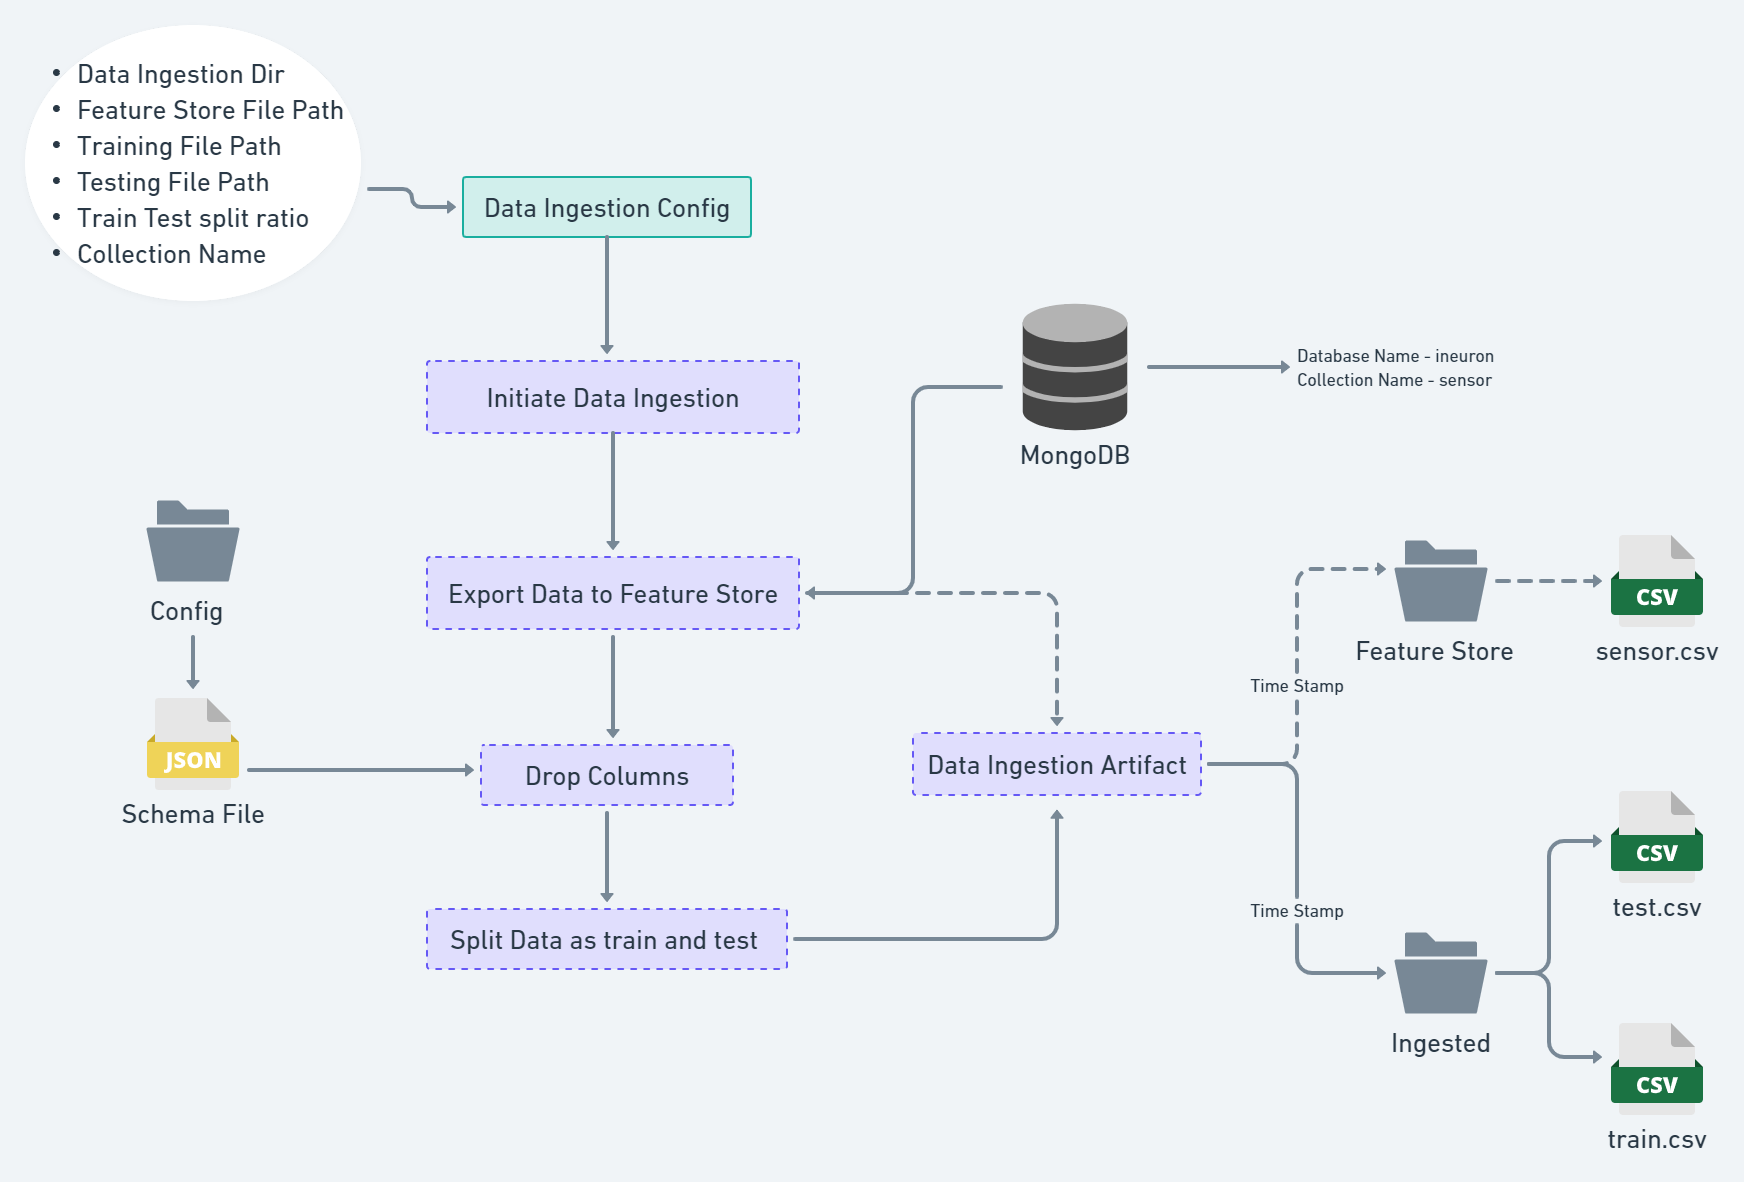 • Data Ingestion Dir
• Feature Store File Path
• Training File Path
• Testing File Path
• Train Test split ratio
• Collection Name
Data Ingestion Config
Initiate Data Ingestion
Database Name - ineuron
Collection Name - sensor
MongoDB
Export Data to Feature Store
Config
CSV
Feature Store
sensor.csv
Time Stamp
JSON
Schema File
Drop Columns
Data Ingestion Artifact
CSV
test.csv
Time Stamp
Split Data as train and test
Ingested
CSV
train.csv